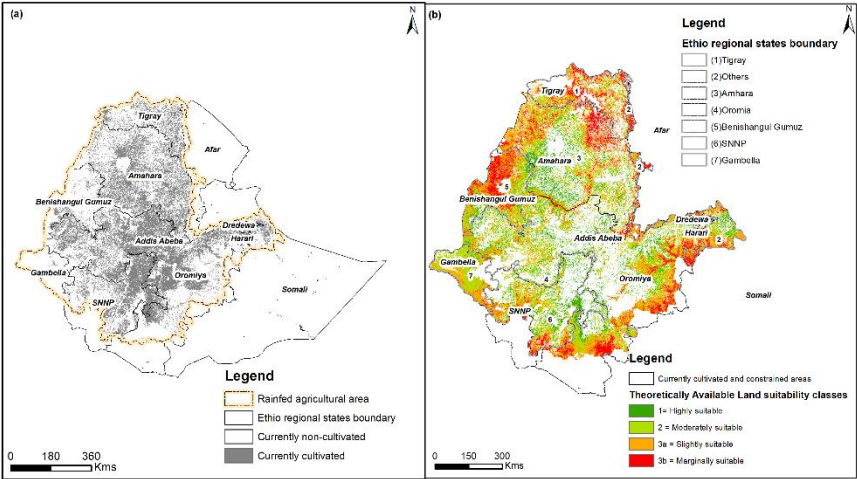 (a)
N
Tigray
Afar
Amahara
Benishangul Gumuz
Dredewa
Addis Abeba
Harari
Gambella
Oromiya
SNNP
Somali
Legend
Rainfed agricultural area
Ethio regional states boundary
Currently non-cultivated
Currently cultivated
0 180 360
Kms
(b)
N
Legend
Ethio regional states boundary
(1)Tigray
(2)Others
(3)Amhara
(4)Oromia
(5)Benishangul Gumuz
(6)SNNP
(7)Gambella
Tigray
1
2
Afar
Amahara
3
2
5
Benishangul Gumuz
Dredewa
Addis Abeba
Harari
2
Gambella
7
4
Oromiya
Somali
SNNP
6
Legend
Currently cultivated and constrained areas
Theoretically Available Land suitability classes
1= Highly suitable
2 = Moderately suitable
3a = Slightly suitable
3b = Marginally suitable
0 150 300
Kms